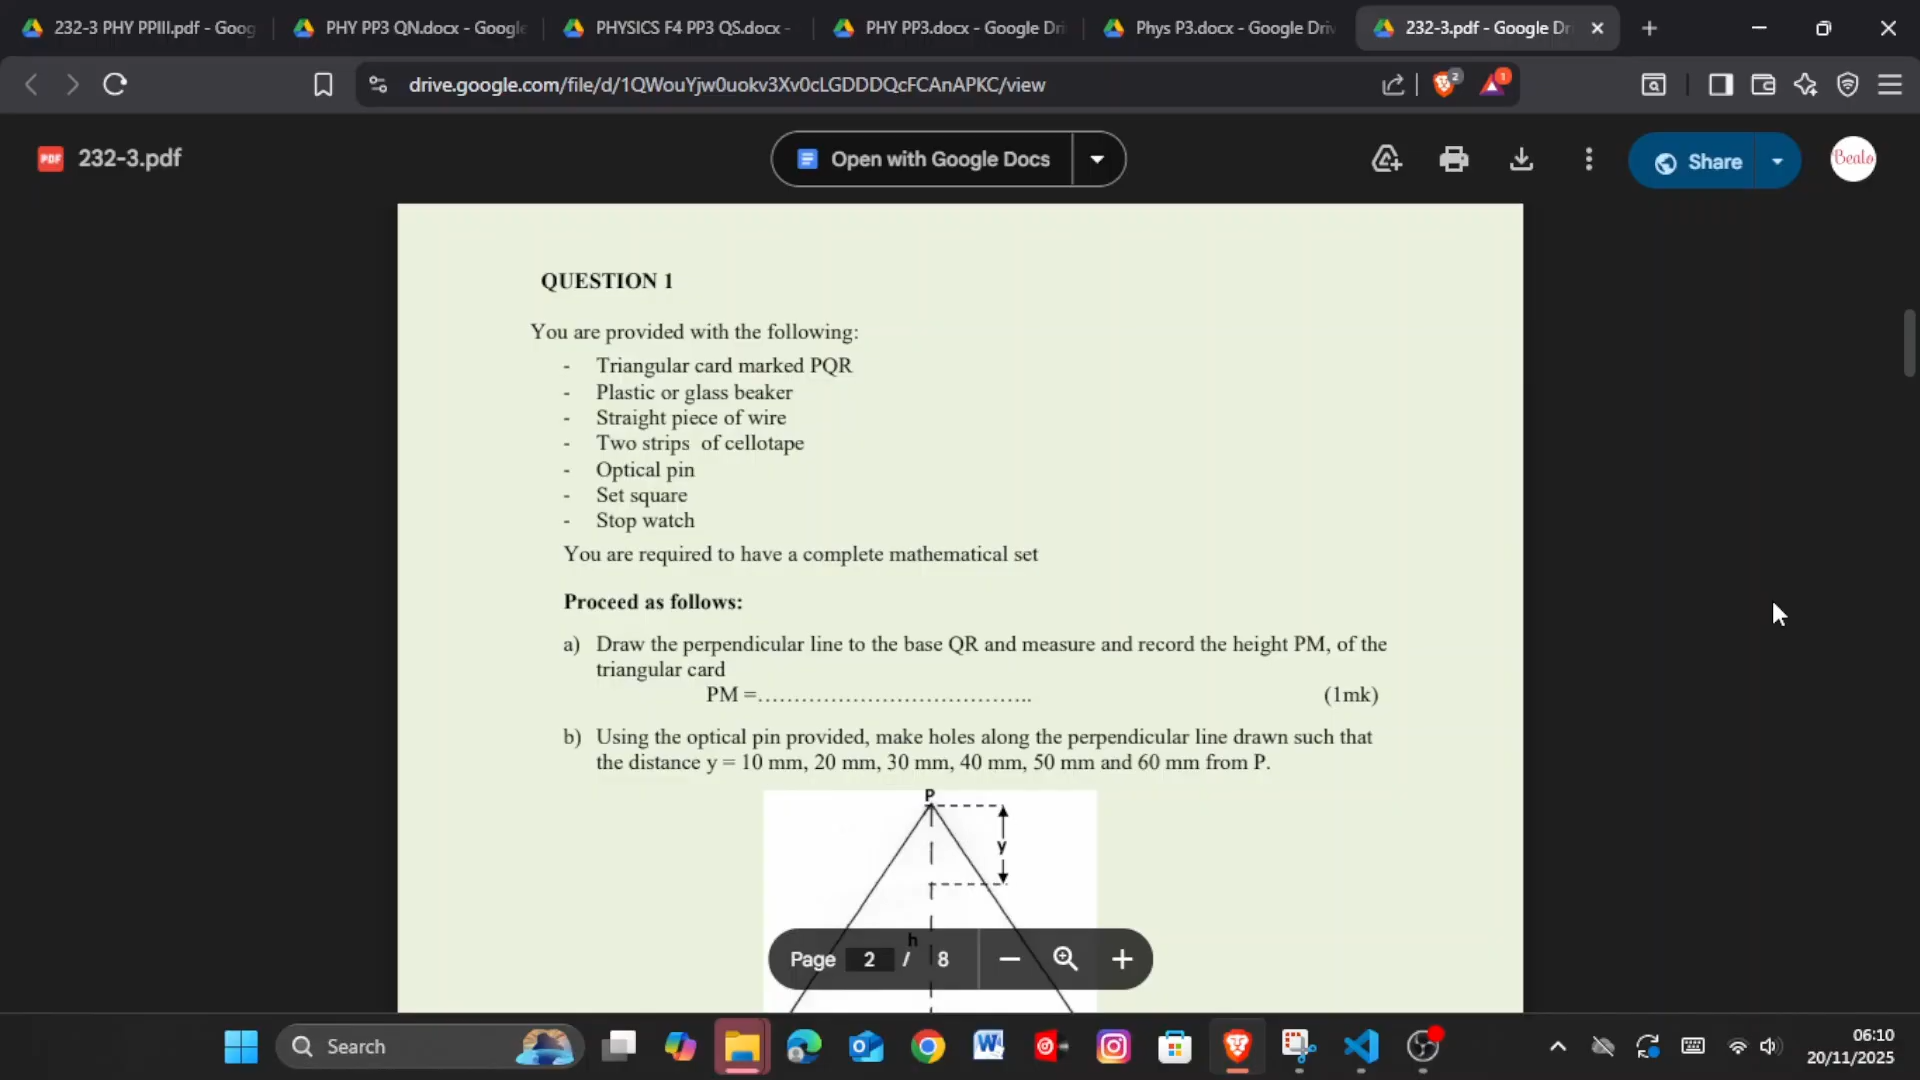 232-3 PHY PPIII.pdf - Goog
PHY PP3 QN.docx - Google
PHYSICS F4 PP3 QS.docx -
PHY PP3.docx - Google Dri
Phys P3.docx - Google Driv
232-3.pdf - Google Dr
drive.google.com/file/d/1QWouYjw0uokv3Xv0cLGDDDQcFCAnAPKC/view
2
1
PDF
232-3.pdf
Open with Google Docs
Share
Bealo
QUESTION 1
You are provided with the following:
- Triangular card marked PQR
- Plastic or glass beaker
- Straight piece of wire
- Two strips of cellotape
- Optical pin
- Set square
- Stop watch
You are required to have a complete mathematical set
Proceed as follows:
a) Draw the perpendicular line to the base QR and measure and record the height PM, of the
triangular card
PM =…………………………….. (1mk)
b) Using the optical pin provided, make holes along the perpendicular line drawn such that
the distance y = 10 mm, 20 mm, 30 mm, 40 mm, 50 mm and 60 mm from P.
P
y
h
Page 2 / 8
Search
06:10
20/11/2025